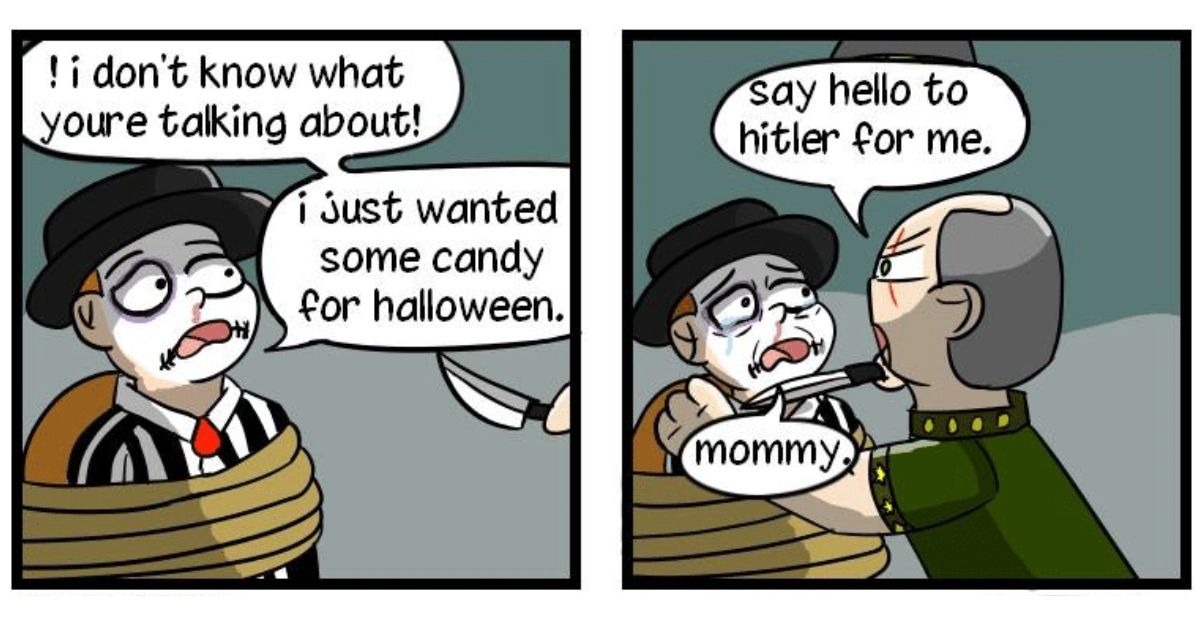 ! i don't know what
youre talking about!
i just wanted
some candy
for halloween.
say hello to
hitler for me.
mommy.